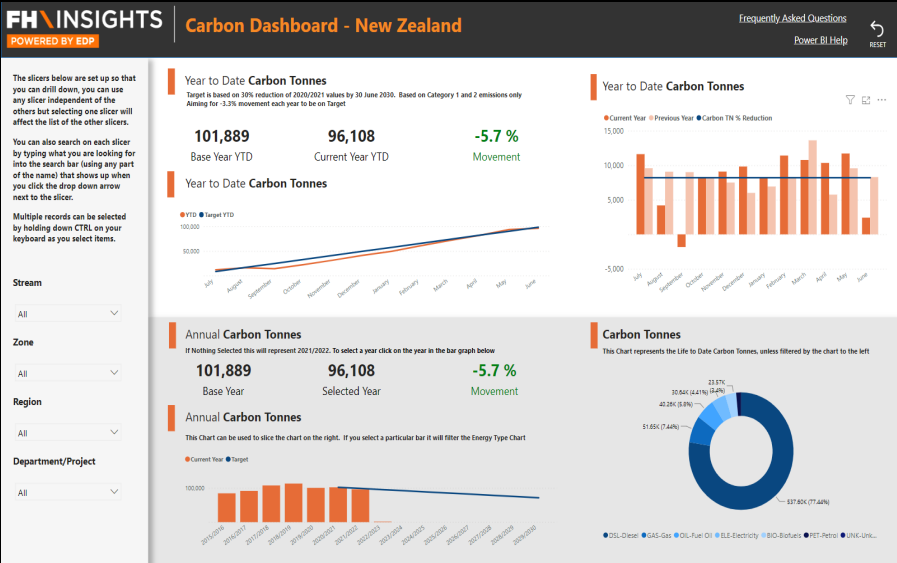 FH\INSIGHTS
POWERED BY EDP
Carbon Dashboard - New Zealand
Frequently Asked Questions
Power BI Help
RESET
The slicers below are set up so that
you can drill down, you can use
any slicer independent of the
others but selecting one slicer will
affect the list of the other slicers.
You can also search on each slicer
by typing what you are looking for
into the search bar (using any part
of the name) that shows up when
you click the drop down arrow
next to the slicer.
Multiple records can be selected
by holding down CTRL on your
keyboard as you select items.
Stream
All
Zone
All
Region
All
Department/Project
All
Year to Date Carbon Tonnes
Target is based on 30% reduction of 2020/2021 values by 30 June 2030. Based on Category 1 and 2 emissions only
Aiming for -3.3% movement each year to be on Target
101,889
96,108
-5.7 %
Base Year YTD
Current Year YTD
Movement
Year to Date Carbon Tonnes
YTD Target YTD
100,000
50,000
July August September October November December January February March April May June
Year to Date Carbon Tonnes
Current Year Previous Year Carbon TN % Reduction
15,000
10,000
5,000
-5,000
July August September October November December January February March April May June
Annual Carbon Tonnes
If Nothing Selected this will represent 2021/2022. To select a year click on the year in the bar graph below
101,889
96,108
-5.7 %
Base Year
Selected Year
Movement
Annual Carbon Tonnes
This Chart can be used to slice the chart on the right. If you select a particular bar it will filter the Energy Type Chart
Current Year Target
100,000
2015/2016 2016/2017 2017/2018 2018/2019 2019/2020 2020/2021 2021/2022 2022/2023 2023/2024 2024/2025 2025/2026 2026/2027 2027/2028 2028/2029 2029/2030
Carbon Tonnes
This Chart represents the Life to Date Carbon Tonnes, unless filtered by the chart to the left
23.57K
(3.4%)
30.64K (4.41%)
40.26K (5.8%)
51.65K (7.44%)
537.60K (77.44%)
DSL-Diesel GAS-Gas OIL-Fuel Oil ELE-Electricity BIO-Biofuels PET-Petrol UNK-Unk...